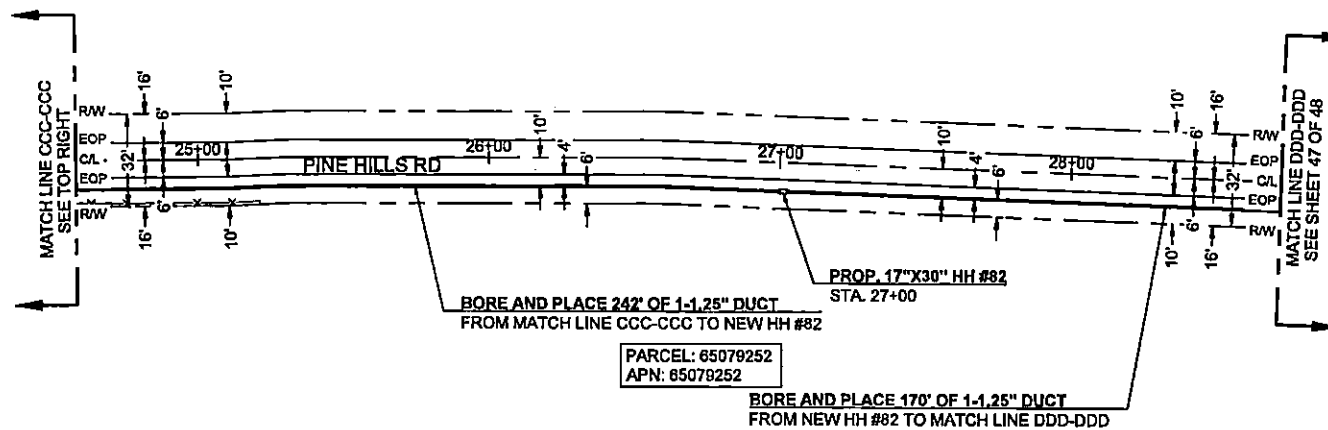 MATCH LINE CCC-CCC
SEE TOP RIGHT
R/W
EOP
C/L
EOP
R/W
32'
16'
6'
10'
6'
16'
10'
25+00
PINE HILLS RD
26+00
10'
4'
6'
27+00
10'
4'
6'
28+00
10'
6'
16'
32'
6'
10'
16'
R/W
EOP
C/L
EOP
R/W
MATCH LINE DDD-DDD
SEE SHEET 47 OF 48
PROP. 17"X30" HH #82
STA. 27+00
BORE AND PLACE 242' OF 1-1.25" DUCT
FROM MATCH LINE CCC-CCC TO NEW HH #82
PARCEL: 65079252
APN: 65079252
BORE AND PLACE 170' OF 1-1.25" DUCT
FROM NEW HH #82 TO MATCH LINE DDD-DDD